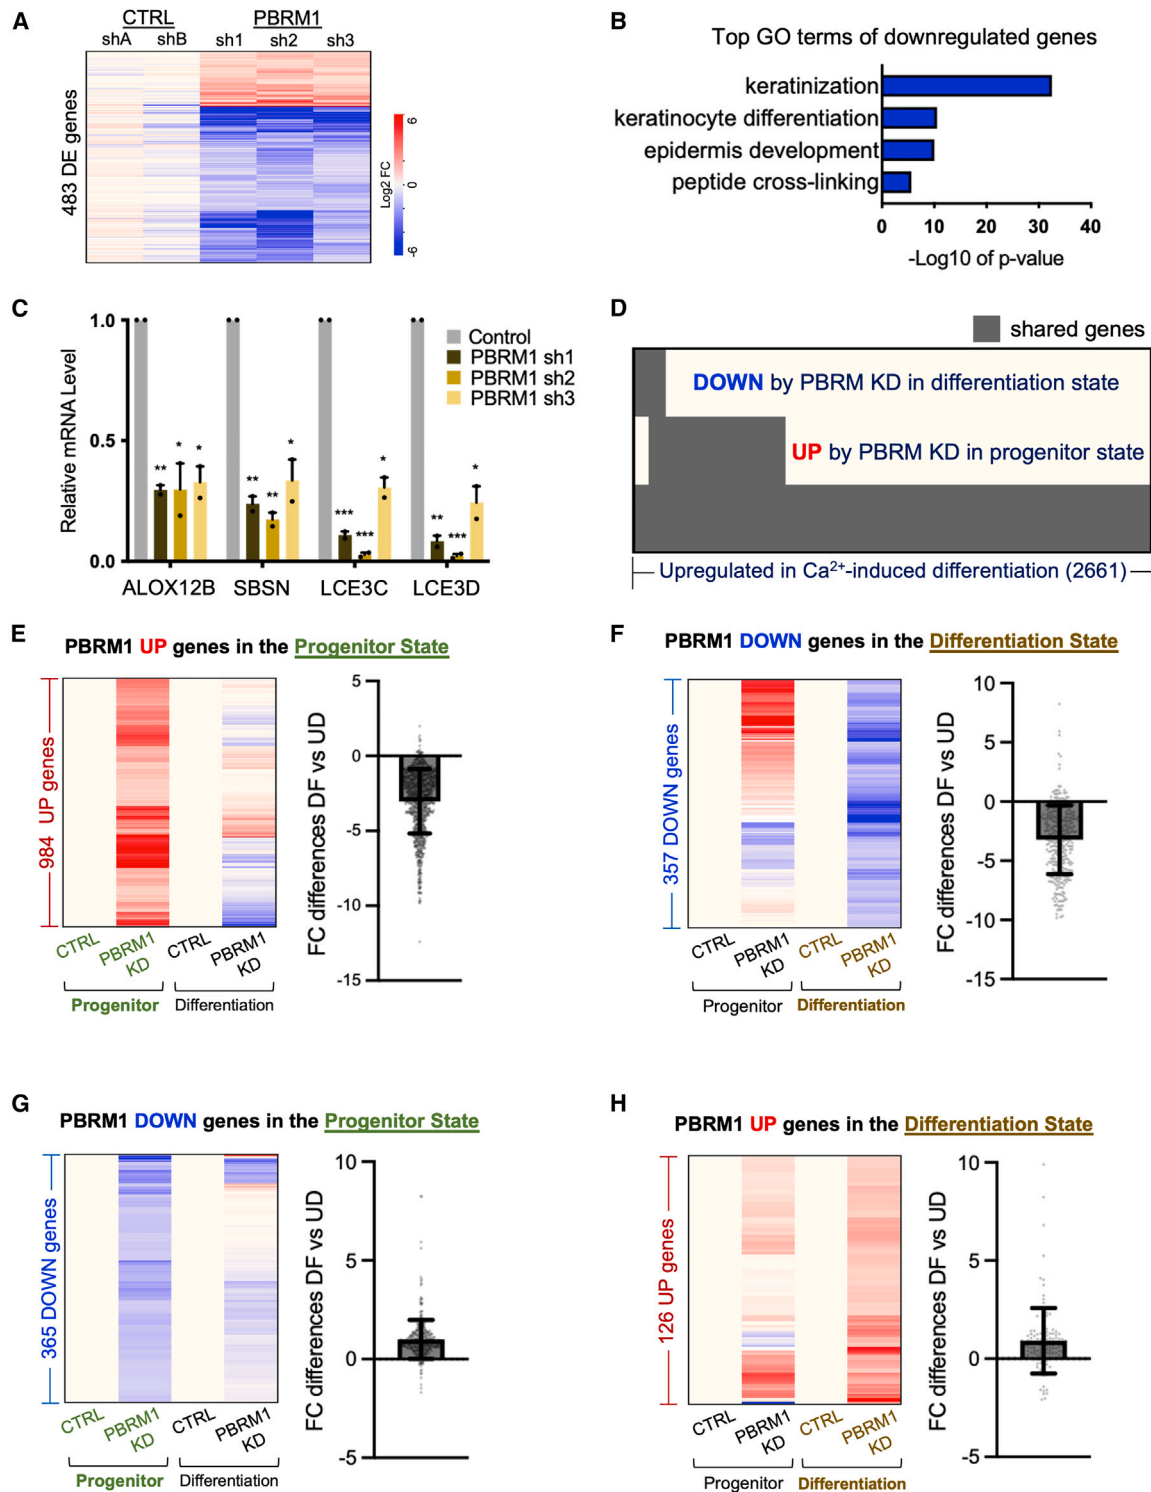 A
CTRL PBRM1
shA shB sh1 sh2 sh3
483 DE genes
Log2 FC
6
0
-6
B
Top GO terms of downregulated genes
keratinization
keratinocyte differentiation
epidermis development
peptide cross-linking
0 10 20 30 40
-Log10 of p-value
C
Relative mRNA Level
1.0
0.5
0.0
Control
PBRM1 sh1
PBRM1 sh2
PBRM1 sh3
** * *
** ** *
*** *** *
** *** *
ALOX12B SBSN LCE3C LCE3D
D
shared genes
DOWN by PBRM KD in differentiation state
UP by PBRM KD in progenitor state
Upregulated in Ca²⁺-induced differentiation (2661)
E
PBRM1 UP genes in the Progenitor State
984 UP genes
CTRL PBRM1 KD CTRL PBRM1 KD
Progenitor Differentiation
FC differences DF vs UD
5
0
-5
-10
-15
F
PBRM1 DOWN genes in the Differentiation State
357 DOWN genes
CTRL PBRM1 KD CTRL PBRM1 KD
Progenitor Differentiation
FC differences DF vs UD
10
5
0
-5
-10
-15
G
PBRM1 DOWN genes in the Progenitor State
365 DOWN genes
CTRL PBRM1 KD CTRL PBRM1 KD
Progenitor Differentiation
FC differences DF vs UD
10
5
0
-5
H
PBRM1 UP genes in the Differentiation State
126 UP genes
CTRL PBRM1 KD CTRL PBRM1 KD
Progenitor Differentiation
FC differences DF vs UD
10
5
0
-5